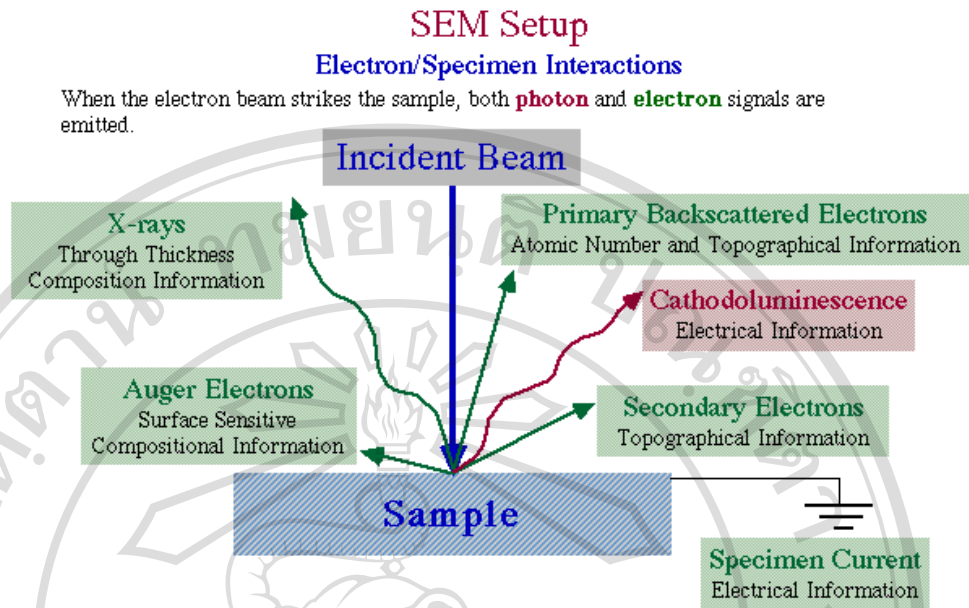 SEM Setup
Electron/Specimen Interactions
When the electron beam strikes the sample, both photon and electron signals are
emitted.
Incident Beam
X-rays
Through Thickness
Composition Information
Primary Backscattered Electrons
Atomic Number and Topographical Information
Cathodoluminescence
Electrical Information
Auger Electrons
Surface Sensitive
Compositional Information
Secondary Electrons
Topographical Information
Sample
Specimen Current
Electrical Information